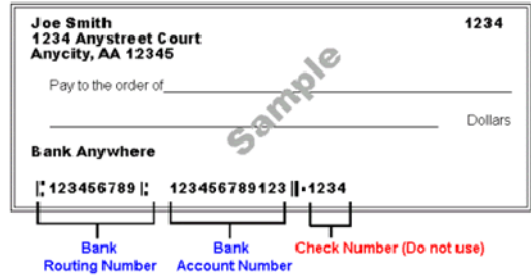 Joe Smith 1234
1234 Anystreet Court
Anycity, AA 12345
Pay to the order of
Sample
Dollars
Bank Anywhere
⑆123456789⑆ 123456789123⑈1234
Bank Routing Number
Bank Account Number
Check Number (Do not use)